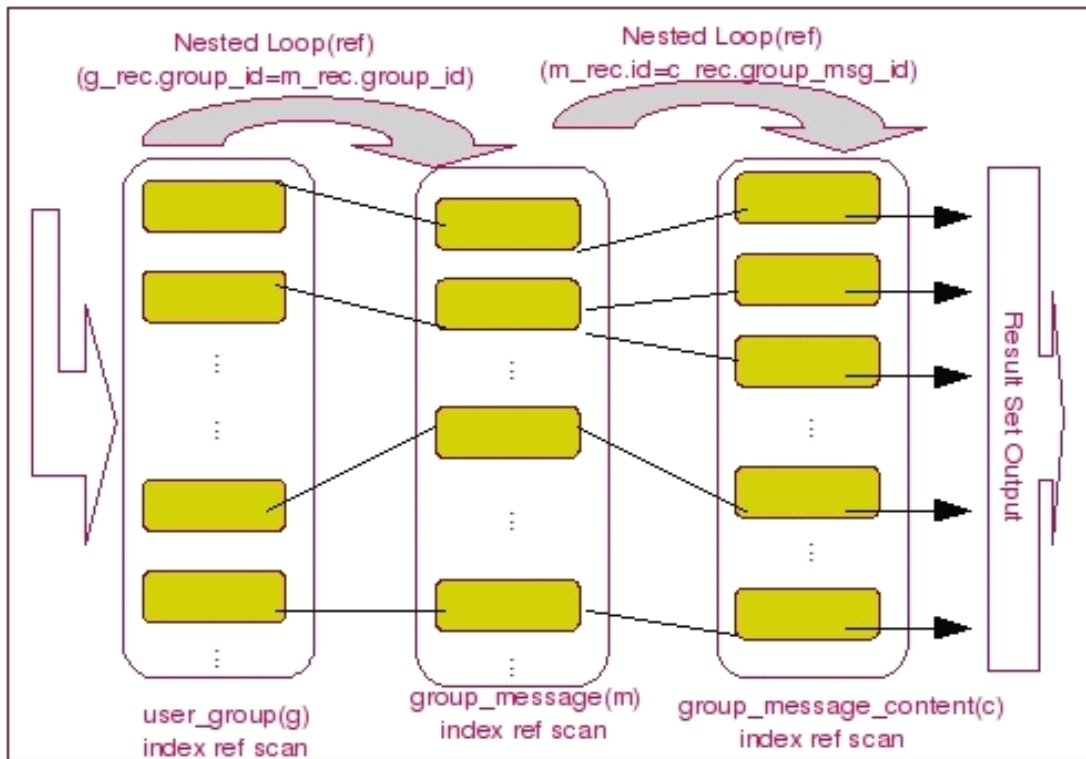 Nested Loop(ref)
(g_rec.group_id=m_rec.group_id)
Nested Loop(ref)
(m_rec.id=c_rec.group_msg_id)
Result Set Output
user_group(g)
index ref scan
group_message(m)
index ref scan
group_message_content(c)
index ref scan